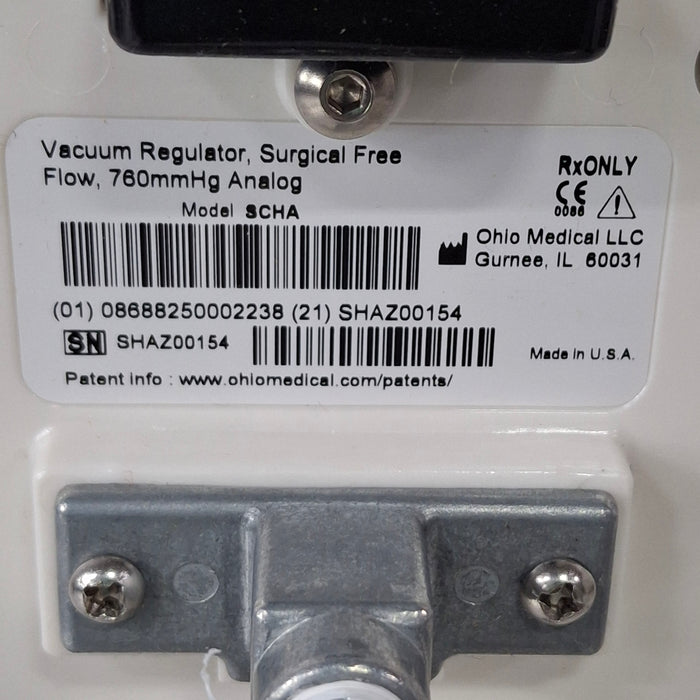 Vacuum Regulator, Surgical Free
Flow, 760mmHg Analog
Model SCHA
RxONLY
CE
0086
Ohio Medical LLC
Gurnee, IL 60031
(01) 08688250002238 (21) SHAZ00154
SN SHAZ00154
Made in U.S.A.
Patent info : www.ohiomedical.com/patents/